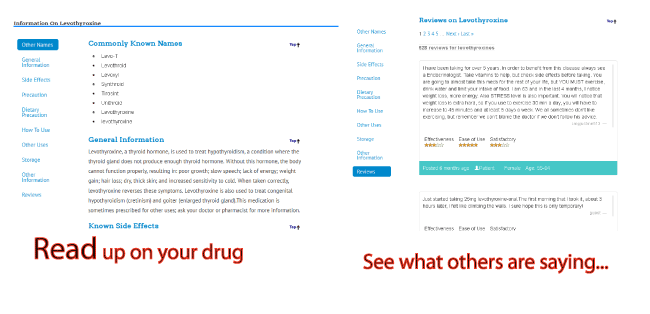 Information On Levothyroxine
Other Names
General
Information
Side Effects
Precaution
Dietary
Precaution
How To Use
Other Uses
Storage
Other
Information
Reviews
Commonly Known Names
Top
Levo-T
Levothroid
Levoxyl
Synthroid
Tirosint
Unithroid
Levothyroxine
levothyroxine
General Information
Top
Levothyroxine, a thyroid hormone, is used to treat hypothyroidism, a condition where the
thyroid gland does not produce enough thyroid hormone. Without this hormone, the body
cannot function properly, resulting in: poor growth; slow speech; lack of energy; weight
gain; hair loss; dry, thick skin; and increased sensitivity to cold. When taken correctly,
levothyroxine reverses these symptoms. Levothyroxine is also used to treat congenital
hypothyroidism (cretinism) and goiter (enlarged thyroid gland).This medication is
sometimes prescribed for other uses; ask your doctor or pharmacist for more information.
Known Side Effects
Top
Read up on your drug
Other Names
General
Information
Side Effects
Precaution
Dietary
Precaution
How To Use
Other Uses
Storage
Other
Information
Reviews
Reviews on Levothyroxine
Top
1 2 3 4 5 ... Next › Last »
628 reviews for levothyroxines
I have been taking for over 5 years. In order to benefit from this disease always see
a Endocrinologist. Take vitamins to help, but check side effects before taking. You
are going to almost take this meds for the rest of your life, but YOU MUST exercise,
drink water and limit your intake of food. I am 63 and in the last 4 months, I notice
weight loss, more energy. Also STRESS level is also important. You will notice that
weight loss is extra hard, so if you use to exercise 30 min a day, you will have to
increase to 45 minutes and at least 5 days a week. We all sometimes don't like
exercising, but remember we can't blame the doctor if we don't follow his advice.
Effectiveness Ease of Use Satisfactory
Posted 6 months ago Patient Female Age: 55-64
Just started taking 25mg levothyroxine-eral.The first morning that I took it, about 3
hours later, I felt like climbing the walls. I sure hope this is only temporary!
Effectiveness Ease of Use Satisfactory
See what others are saying...